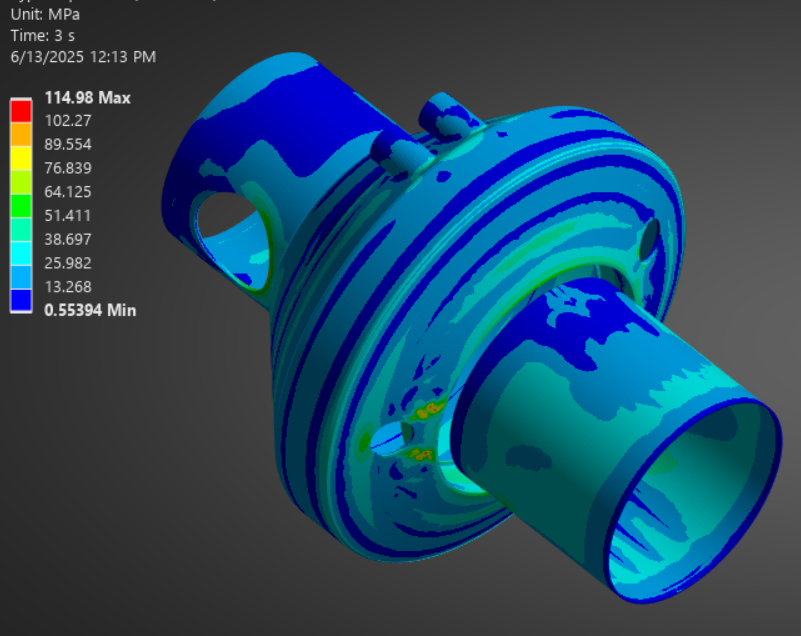 Unit: MPa
Time: 3 s
6/13/2025 12:13 PM
114.98 Max
102.27
89.554
76.839
64.125
51.411
38.697
25.982
13.268
0.55394 Min